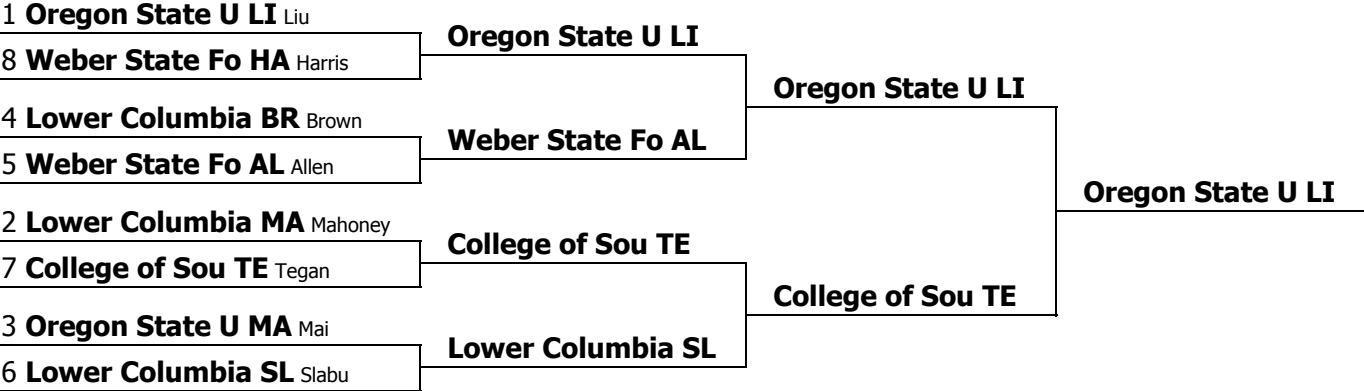 1 Oregon State U LI Liu
8 Weber State Fo HA Harris
4 Lower Columbia BR Brown
5 Weber State Fo AL Allen
2 Lower Columbia MA Mahoney
7 College of Sou TE Tegan
3 Oregon State U MA Mai
6 Lower Columbia SL Slabu
Oregon State U LI
Weber State Fo AL
College of Sou TE
Lower Columbia SL
Oregon State U LI
College of Sou TE
Oregon State U LI